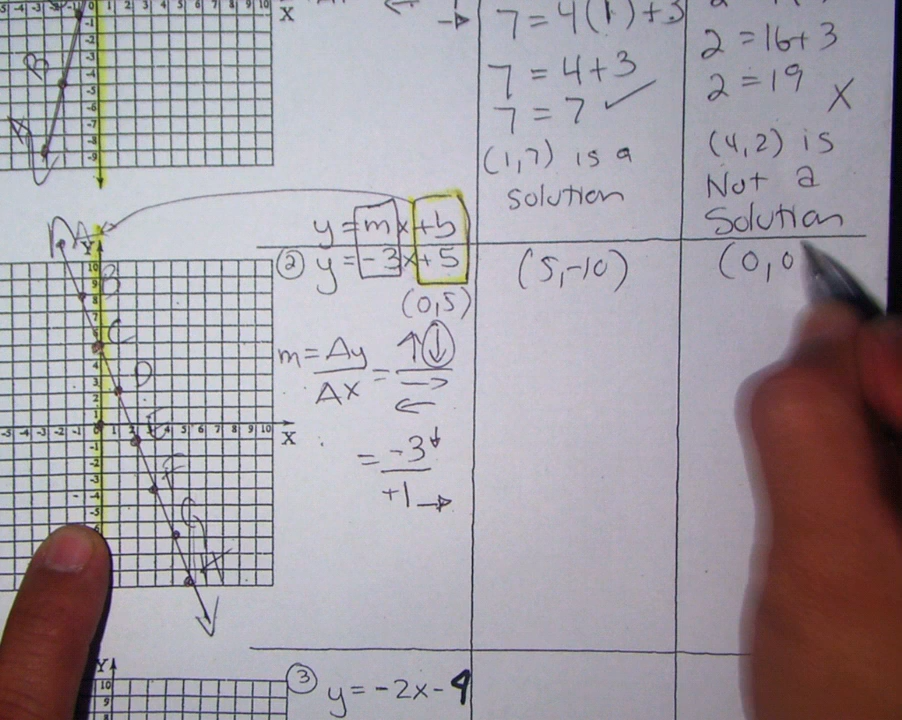 7 = 4(1) + 3
7 = 4 + 3
7 = 7 ✓
(1,7) is a
solution
2 = 16 + 3
2 = 19
X
(4,2) is
Not a
Solution
X
B
A
y = mx + b
② y = -3x + 5
(0,5)
m = Δy/Δx = ↑↓/→←
= -3↓/+1→
(5,-10)
(0,0
Y
B
C
D
E
F
G
H
X
Y
③ y = -2x - 9